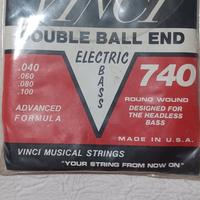 VINCI
DOUBLE BALL END
ELECTRIC
BASS
.040
.060
.080
.100
740
ADVANCED
FORMULA
ROUND WOUND
DESIGNED FOR
THE HEADLESS
BASS
MADE IN U.S.A.
VINCI MUSICAL STRINGS
"YOUR STRING FROM NOW ON"